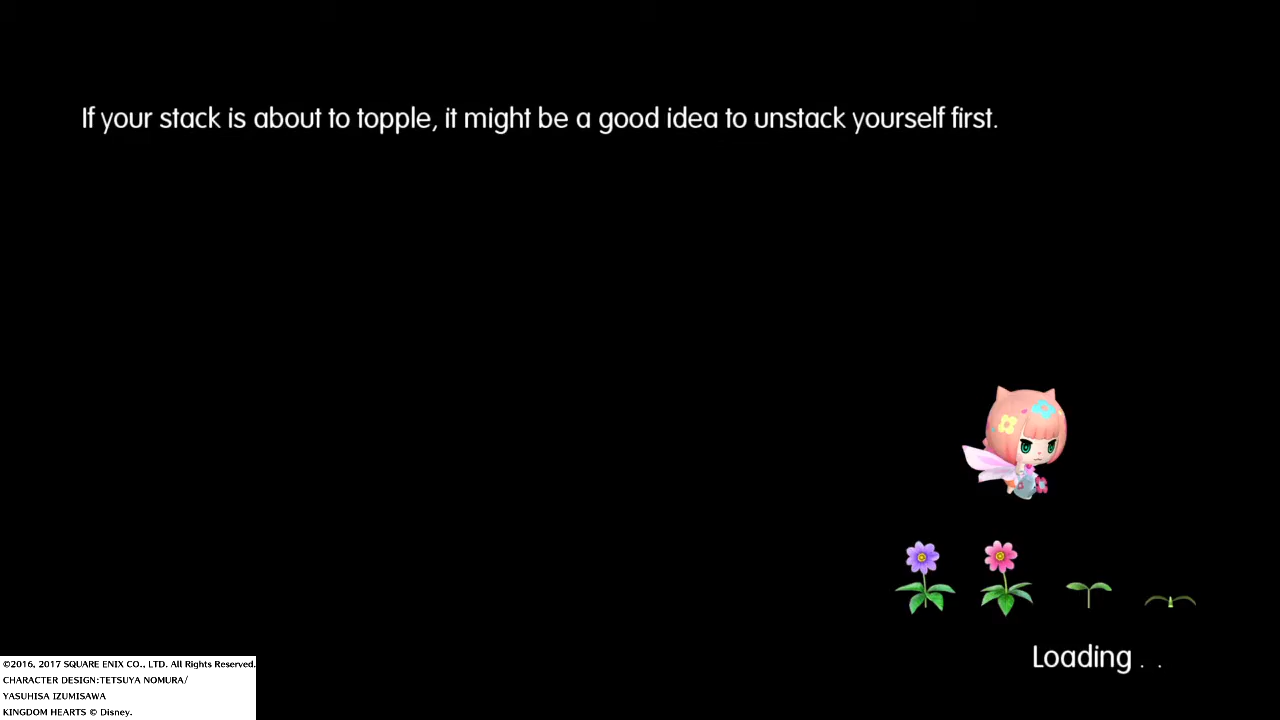 If your stack is about to topple, it might be a good idea to unstack yourself first.
Loading . .
©2016, 2017 SQUARE ENIX CO., LTD. All Rights Reserved.
CHARACTER DESIGN:TETSUYA NOMURA/
YASUHISA IZUMISAWA
KINGDOM HEARTS © Disney.